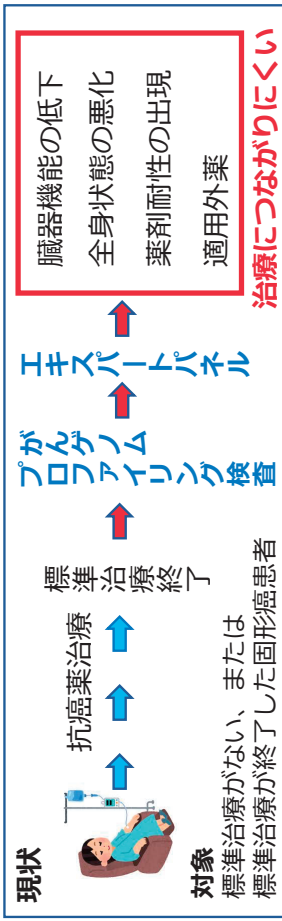 現状
抗癌薬治療
標準治療終了
がんゲノム
プロファイリング検査
エキスパートパネル
臓器機能の低下
全身状態の悪化
薬剤耐性の出現
適用外薬
治療につながりにくい
対象
標準治療がない、または
標準治療が終了した固形癌患者